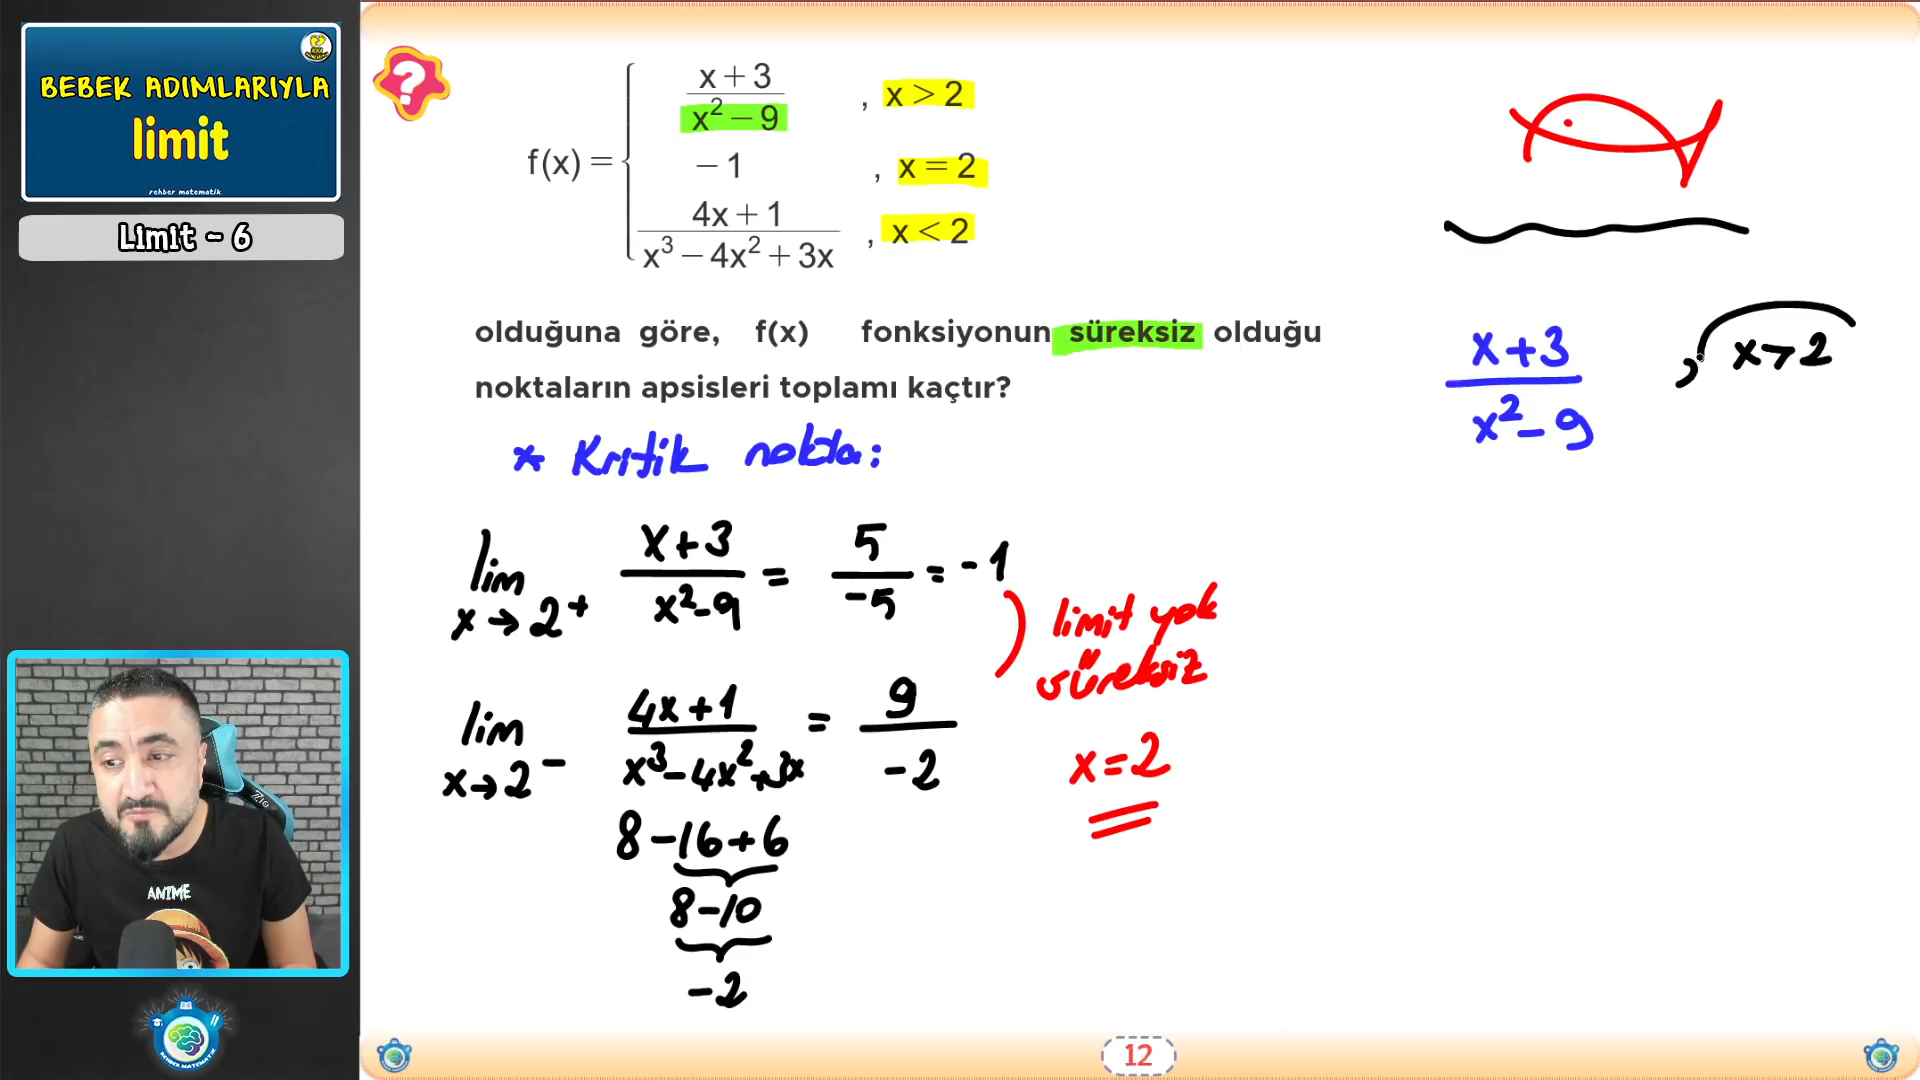 BEBEK ADIMLARIYLA
limit
rehber matematik
Limit - 6
x + 3 / x² − 9 , x > 2
f(x) = − 1 , x = 2
4x + 1 / x³ − 4x² + 3x , x < 2
olduğuna göre, f(x) fonksiyonun süreksiz olduğu
noktaların apsisleri toplamı kaçtır?
* Kritik nokta:
lim x→2⁺ x+3 / x²-9 = 5 / -5 = -1
limit yok
süreksiz
lim x→2⁻ 4x+1 / x³-4x²+3x = 9 / -2
x=2
8-16+6
8-10
-2
x+3 / x²-9 , x>2
ANIME
REHBER MATEMATİK
12